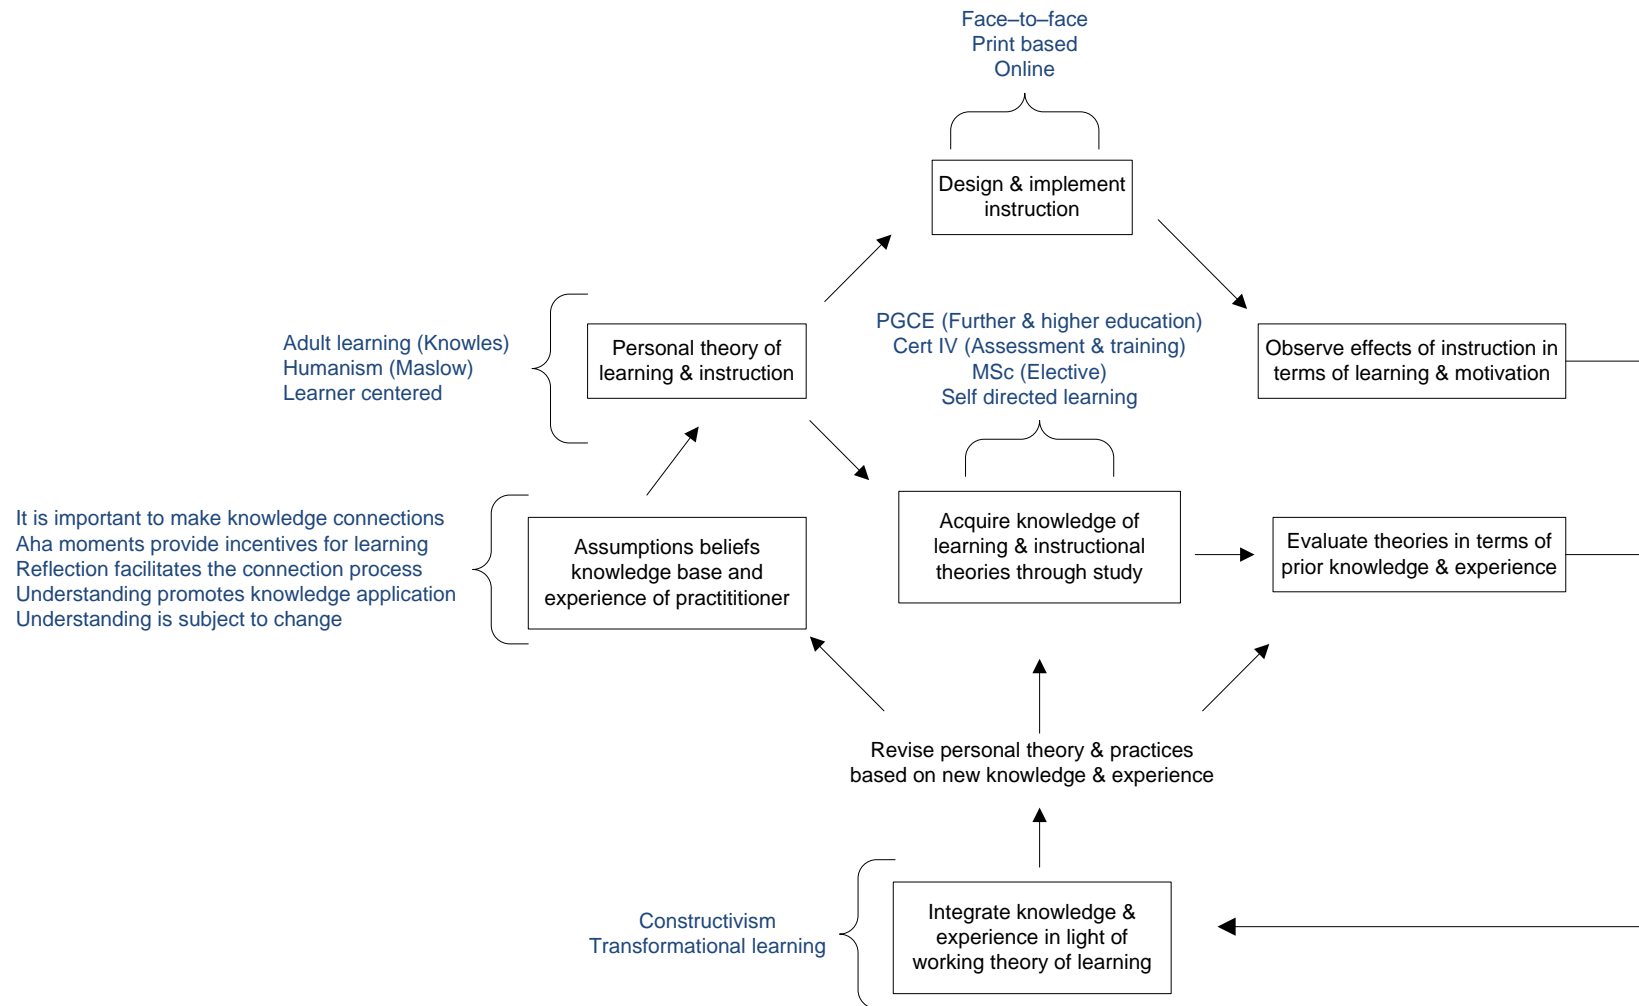 Face–to–face
Print based
Online
Design & implement
instruction
Adult learning (Knowles)
Humanism (Maslow)
Learner centered
Personal theory of
learning & instruction
PGCE (Further & higher education)
Cert IV (Assessment & training)
MSc (Elective)
Self directed learning
Observe effects of instruction in
terms of learning & motivation
It is important to make knowledge connections
Aha moments provide incentives for learning
Reflection facilitates the connection process
Understanding promotes knowledge application
Understanding is subject to change
Assumptions beliefs
knowledge base and
experience of practititioner
Acquire knowledge of
learning & instructional
theories through study
Evaluate theories in terms of
prior knowledge & experience
Revise personal theory & practices
based on new knowledge & experience
Constructivism
Transformational learning
Integrate knowledge &
experience in light of
working theory of learning